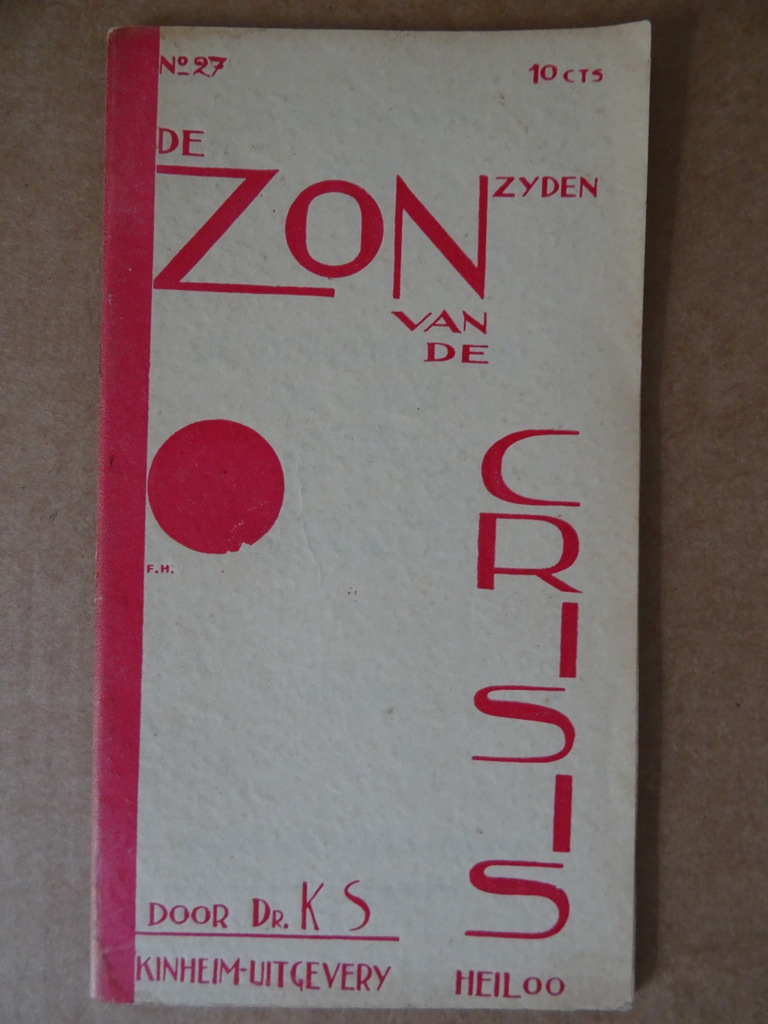 No 27
10 CTS
DE
ZON ZYDEN
VAN
DE
CRISIS
F.H.
DOOR DR. K S
KINHEIM-UITGEVERY HEILOO